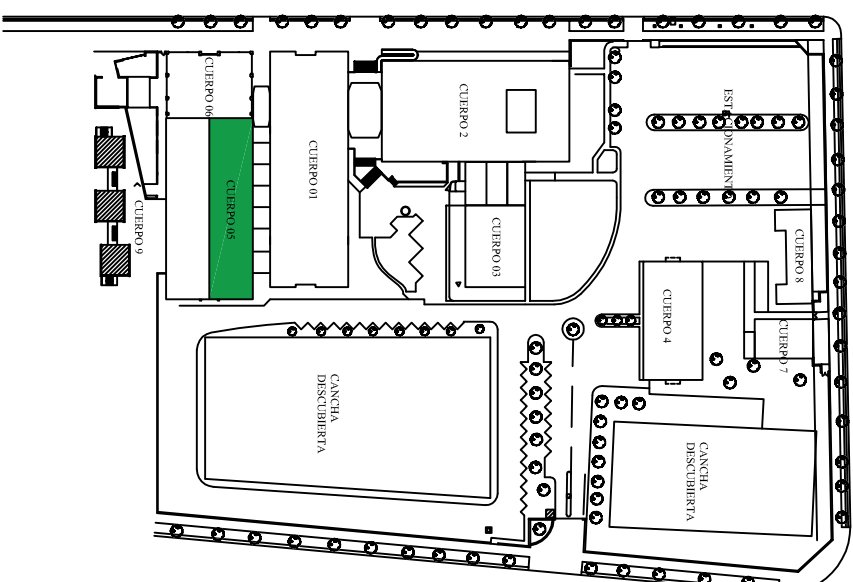 CUERPO 06
CUERPO 05
CUERPO 01
CUERPO 2
CUERPO 03
CUERPO 9
ESTACIONAMIENT
CUERPO 8
CUERPO 4
CUERPO 7
CANCHA
DESCUBIERTA
CANCHA
DESCUBIERTA